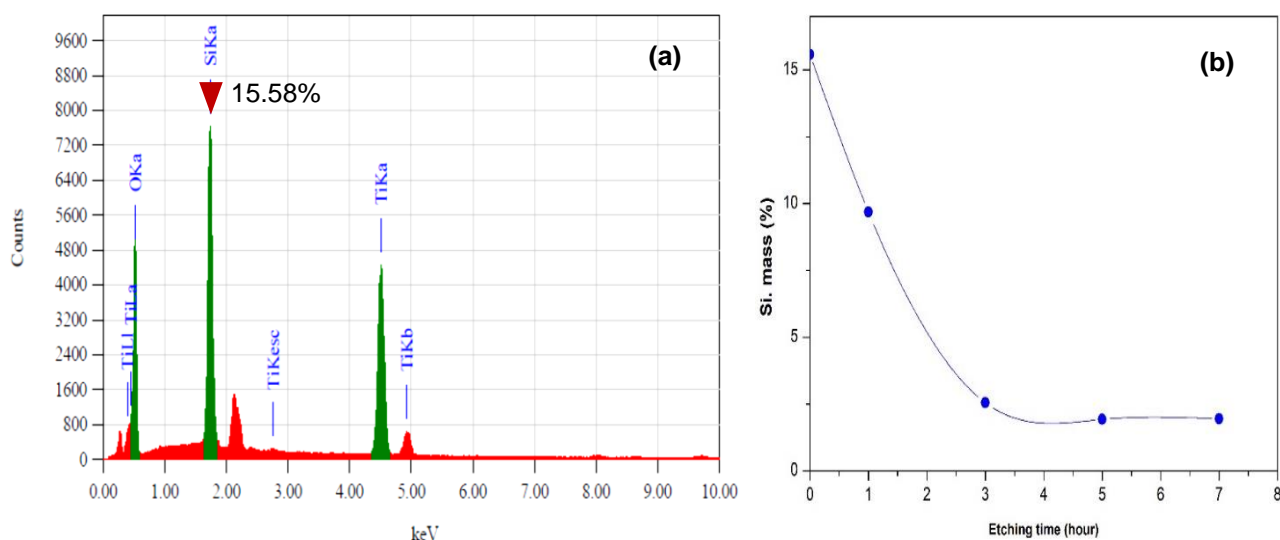 (a)
SiKa
15.58%
OKa
TiKa
TiLl
TiLa
TiKesc
TiKb
9600
8800
8000
7200
6400
5600
4800
4000
3200
2400
1600
800
0
Counts
0.00 1.00 2.00 3.00 4.00 5.00 6.00 7.00 8.00 9.00 10.00
keV
(b)
15
10
5
0
Si. mass (%)
0 1 2 3 4 5 6 7 8
Etching time (hour)